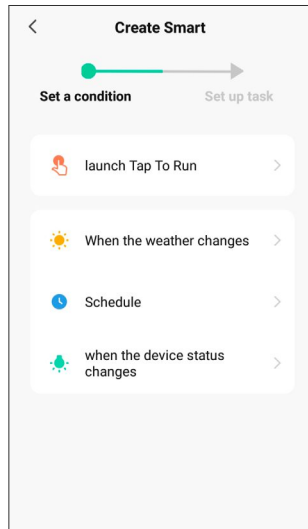 Create Smart
Set a condition
Set up task
launch Tap To Run
When the weather changes
Schedule
when the device status
changes